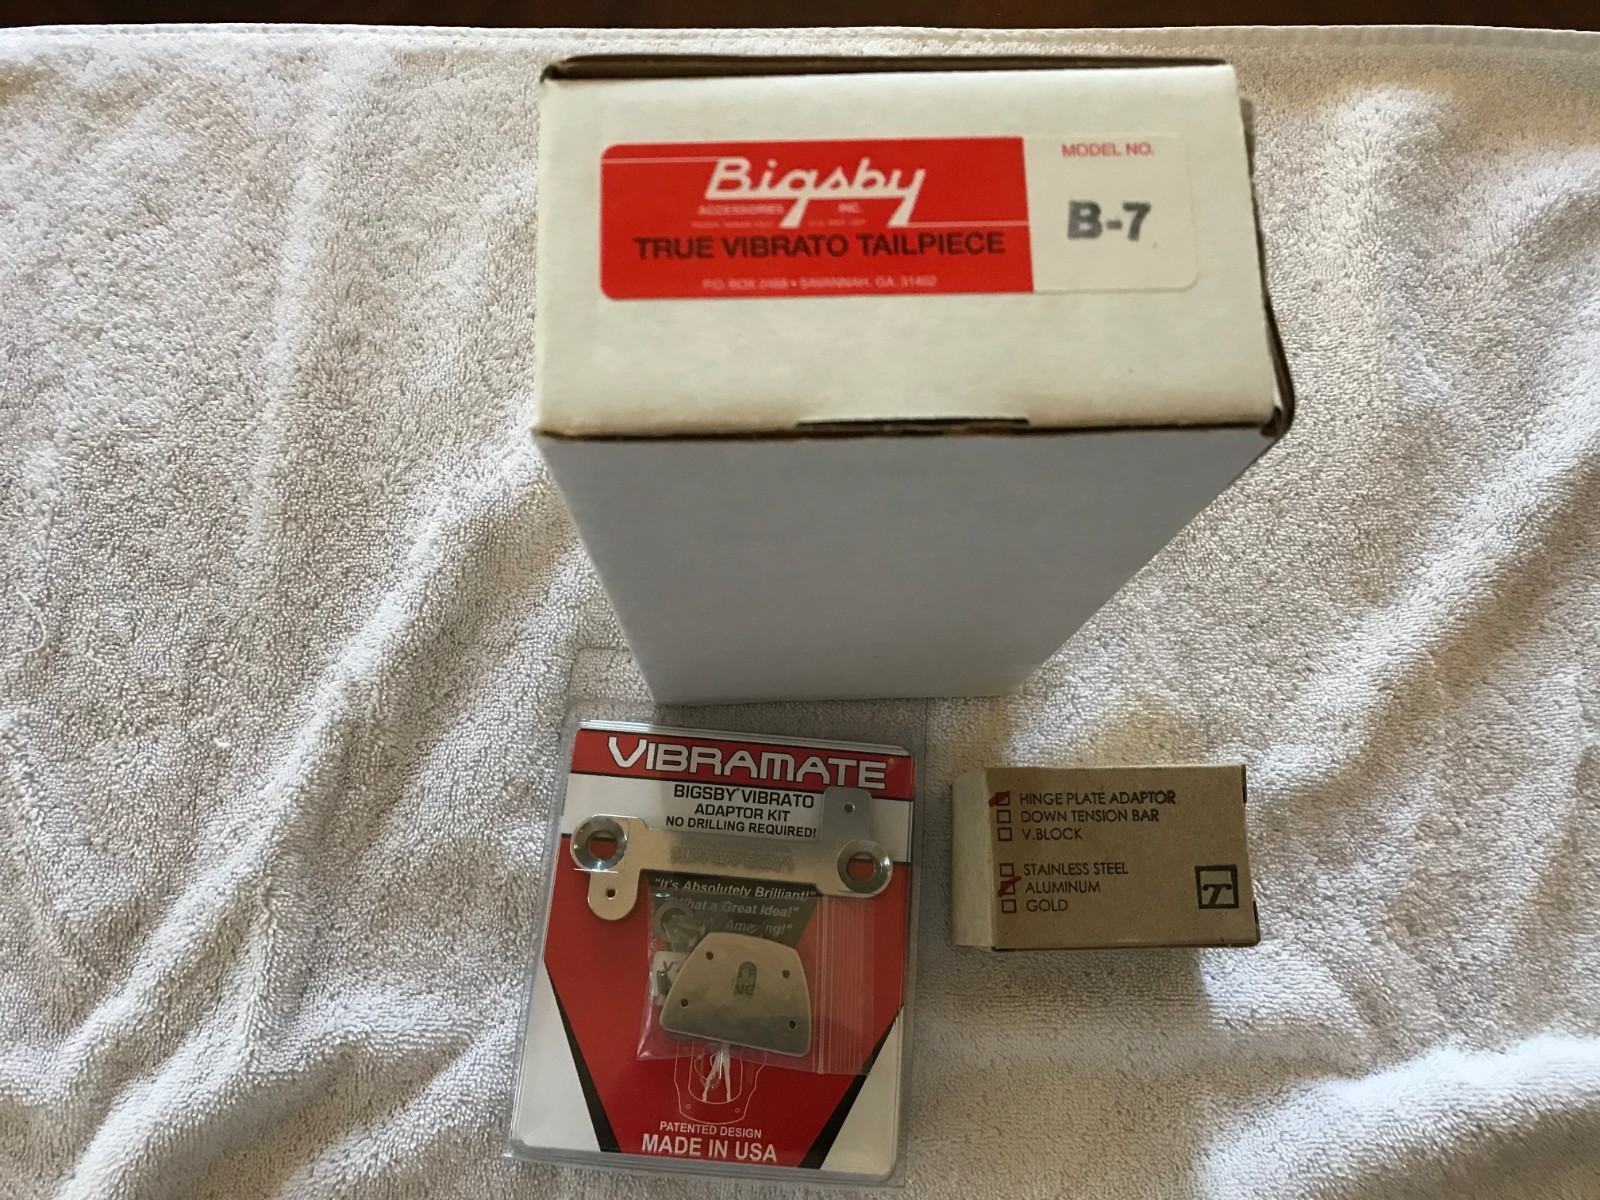 Bigsby
ACCESSORIES INC.
TRUE VIBRATO TAILPIECE
P.O. BOX 2488 • SAVANNAH, GA. 31402
MODEL NO.
B-7
VIBRAMATE
BIGSBY VIBRATO
ADAPTOR KIT
NO DRILLING REQUIRED!
"It's Absolutely Brilliant!"
What a Great Idea!"
PATENTED DESIGN
MADE IN USA
HINGE PLATE ADAPTOR
DOWN TENSION BAR
V.BLOCK
STAINLESS STEEL
ALUMINUM
GOLD
T